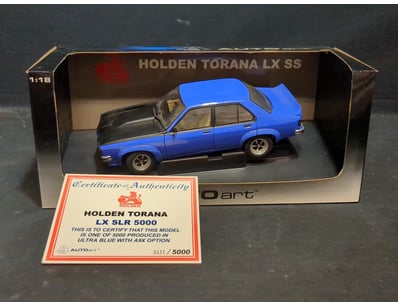 1:18
HOLDEN TORANA LX SS
Certificate of Authenticity
HOLDEN
HOLDEN TORANA
LX SLR 5000
THIS IS TO CERTIFY THAT THIS MODEL
IS ONE OF 5000 PRODUCED IN
ULTRA BLUE WITH A9X OPTION.
AUTOart
/ 5000